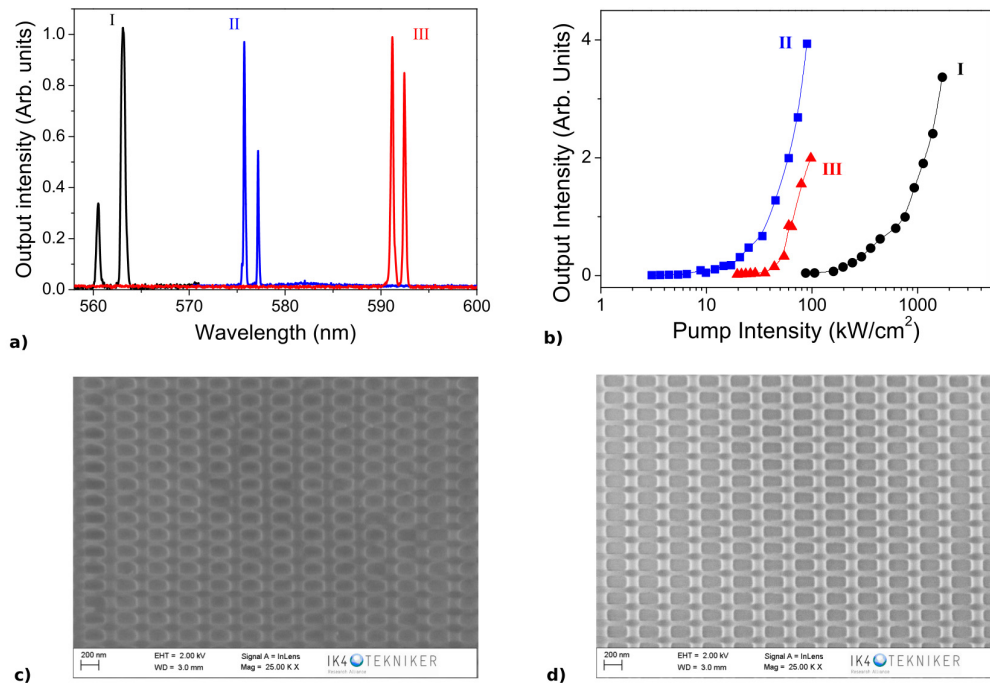 I
II
III
1.0
0.8
0.6
0.4
0.2
0.0
Output intensity (Arb. units)
560
570
580
590
600
Wavelength (nm)
a)
II
I
III
4
2
0
Output Intensity (Arb. Units)
1
10
100
1000
Pump Intensity (kW/cm²)
b)
200 nm
EHT = 2.00 kV
WD = 3.0 mm
Signal A = InLens
Mag = 25.00 K X
IK4 TEKNIKER
Research Alliance
c)
200 nm
EHT = 2.00 kV
WD = 3.0 mm
Signal A = InLens
Mag = 25.00 K X
IK4 TEKNIKER
Research Alliance
d)